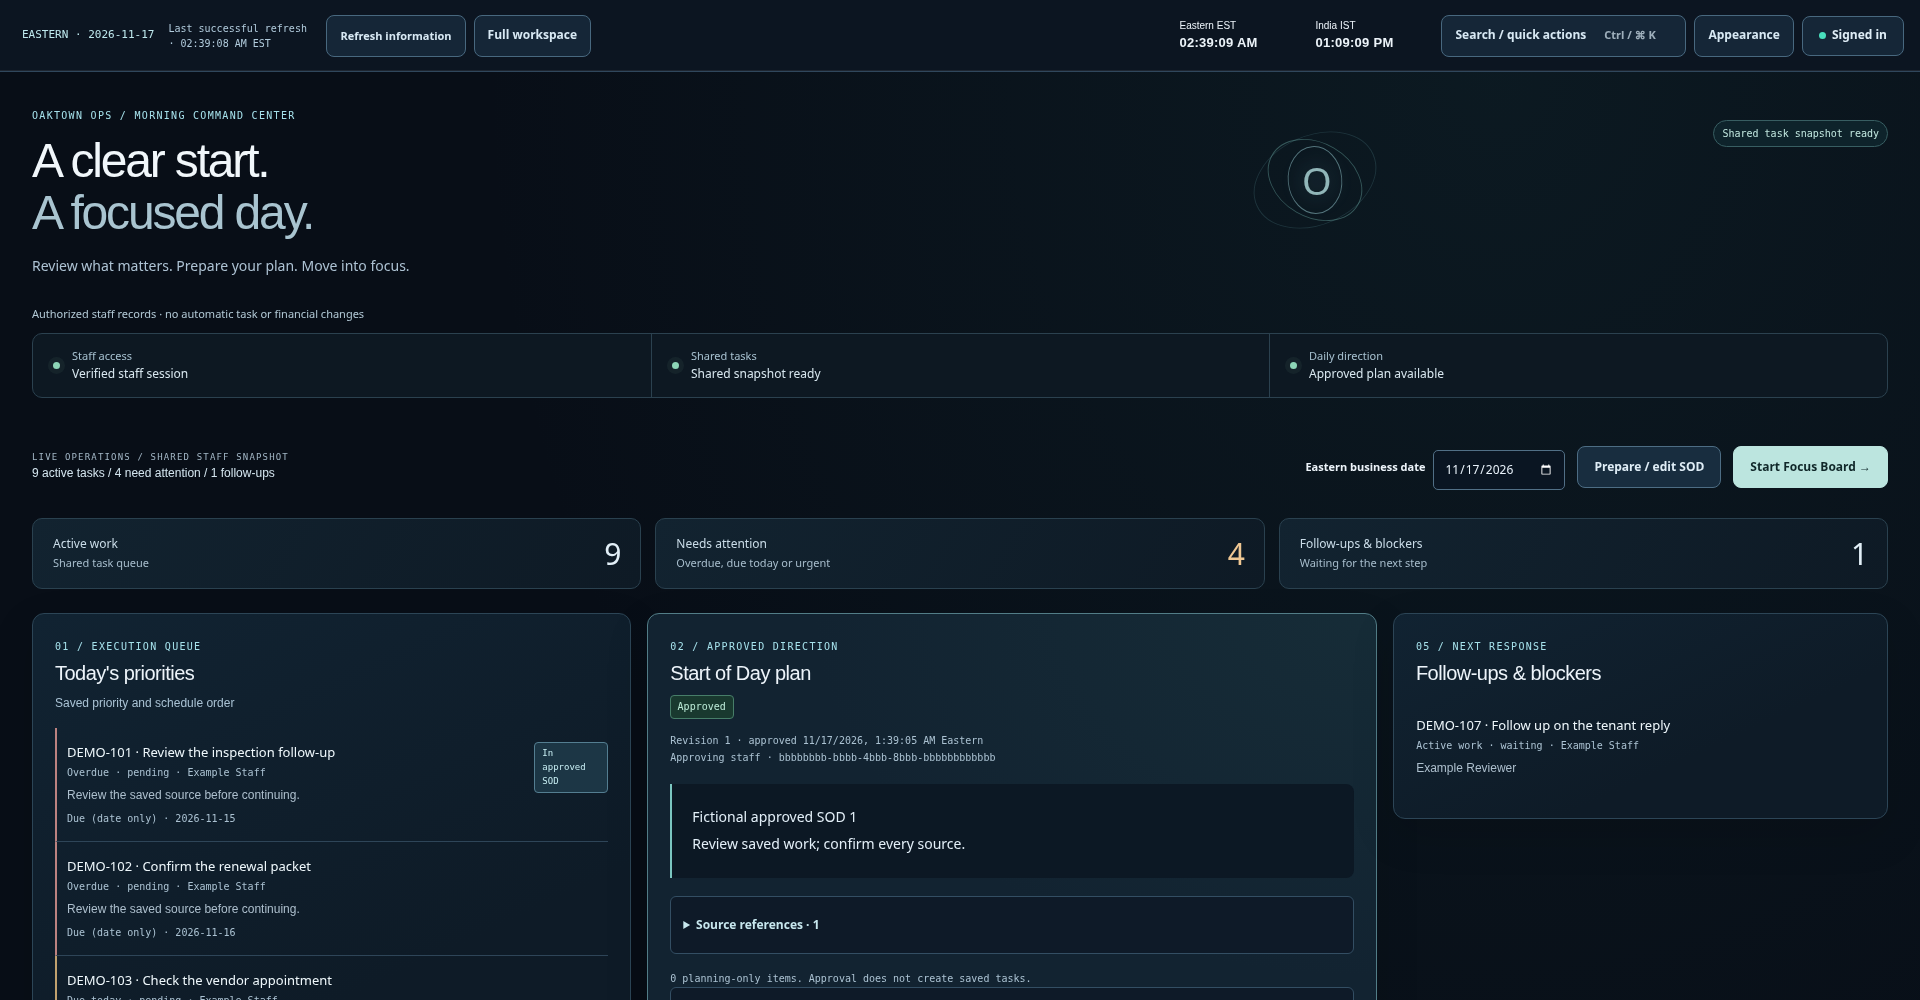 EASTERN · 2026-11-17
Last successful refresh
· 02:39:08 AM EST
Refresh information
Full workspace
Eastern EST
02:39:09 AM
India IST
01:09:09 PM
Search / quick actions Ctrl / ⌘ K
Appearance
Signed in
OAKTOWN OPS / MORNING COMMAND CENTER
A clear start.
A focused day.
Review what matters. Prepare your plan. Move into focus.
O
Shared task snapshot ready
Authorized staff records · no automatic task or financial changes
Staff access
Verified staff session
Shared tasks
Shared snapshot ready
Daily direction
Approved plan available
LIVE OPERATIONS / SHARED STAFF SNAPSHOT
9 active tasks / 4 need attention / 1 follow-ups
Eastern business date
11/17/2026
Prepare / edit SOD
Start Focus Board →
Active work
Shared task queue
9
Needs attention
Overdue, due today or urgent
4
Follow-ups & blockers
Waiting for the next step
1
01 / EXECUTION QUEUE
Today's priorities
Saved priority and schedule order
DEMO-101 · Review the inspection follow-up
Overdue · pending · Example Staff
Review the saved source before continuing.
Due (date only) · 2026-11-15
In
approved
SOD
DEMO-102 · Confirm the renewal packet
Overdue · pending · Example Staff
Review the saved source before continuing.
Due (date only) · 2026-11-16
DEMO-103 · Check the vendor appointment
Due today · pending · Example Staff
02 / APPROVED DIRECTION
Start of Day plan
Approved
Revision 1 · approved 11/17/2026, 1:39:05 AM Eastern
Approving staff · bbbbbbbb-bbbb-4bbb-8bbb-bbbbbbbbbbbb
Fictional approved SOD 1
Review saved work; confirm every source.
▶ Source references · 1
0 planning-only items. Approval does not create saved tasks.
05 / NEXT RESPONSE
Follow-ups & blockers
DEMO-107 · Follow up on the tenant reply
Active work · waiting · Example Staff
Example Reviewer